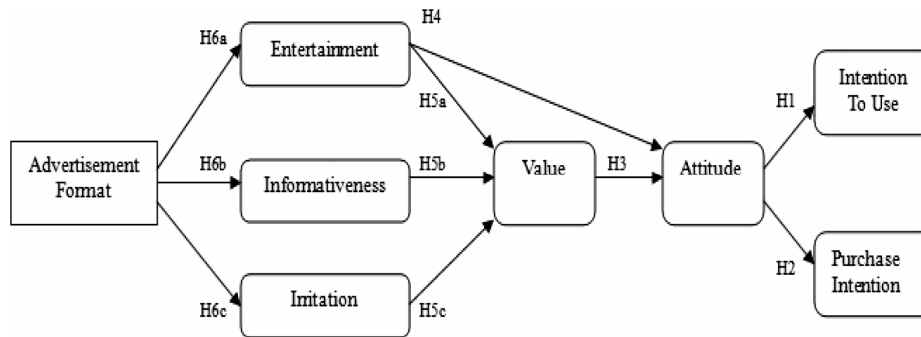 H6a
Entertainment
H4
H5a
Intention
To Use
H1
Advertisement
Format
H6b
Informativeness
H5b
Value
H3
Attitude
H6c
Irritation
H5c
H2
Purchase
Intention